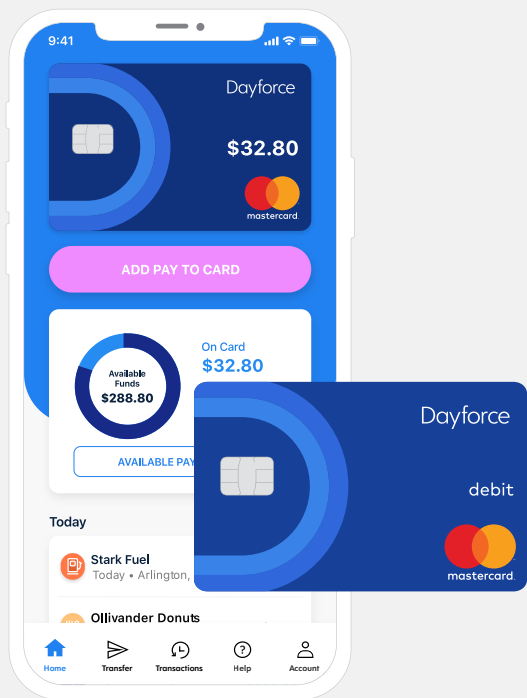 9:41
Dayforce
$32.80
mastercard.
ADD PAY TO CARD
Available
Funds
$288.80
On Card
$32.80
AVAILABLE PAY
Dayforce
debit
mastercard.
Today
Stark Fuel
Today • Arlington,
Ollivander Donuts
Home
Transfer
Transactions
Help
Account